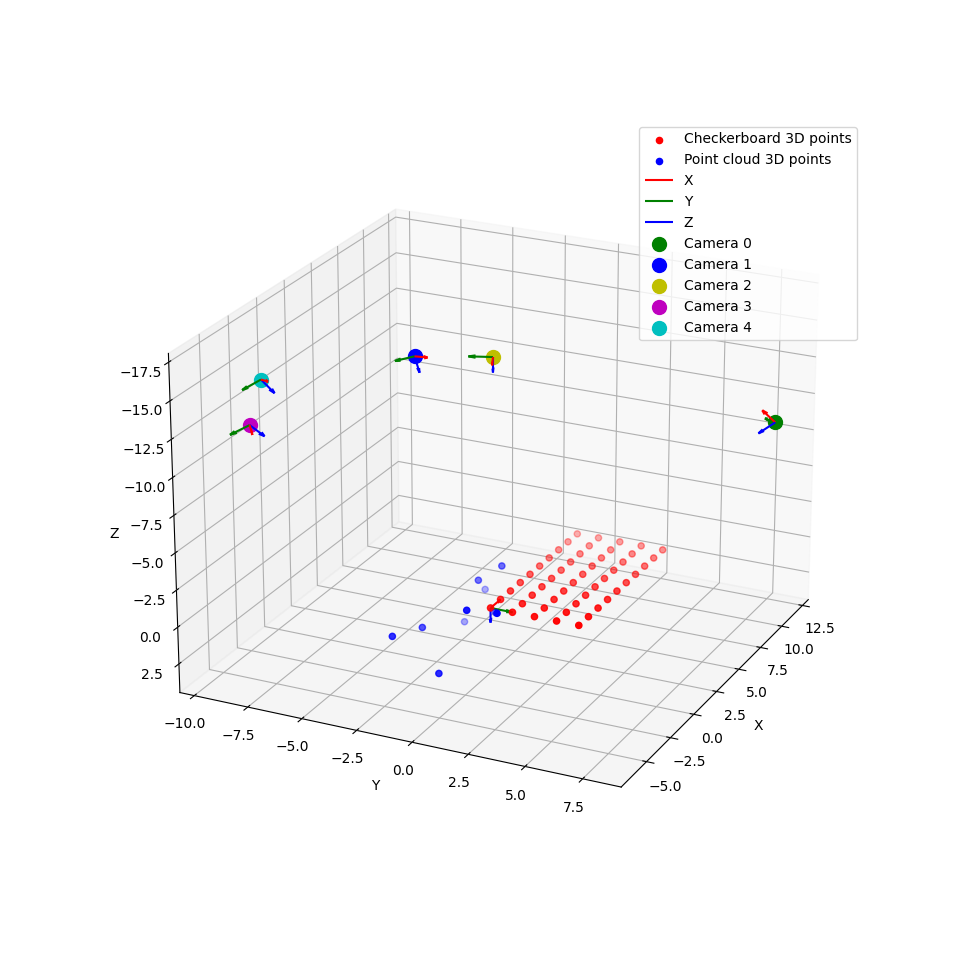 Checkerboard 3D points
Point cloud 3D points
X
Y
Z
Camera 0
Camera 1
Camera 2
Camera 3
Camera 4
−17.5
−15.0
−12.5
−10.0
−7.5
−5.0
−2.5
0.0
2.5
Z
−10.0
−7.5
−5.0
−2.5
0.0
2.5
5.0
7.5
Y
12.5
10.0
7.5
5.0
2.5
0.0
−2.5
−5.0
X